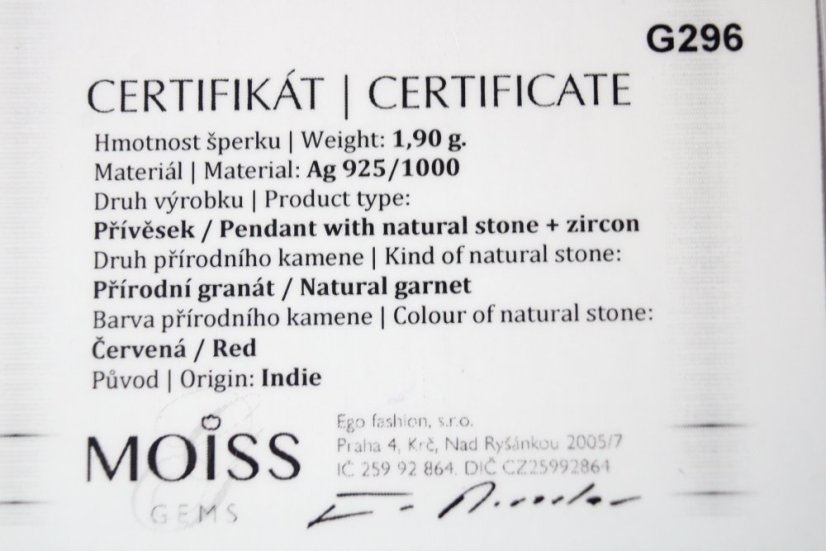 G296
CERTIFIKÁT | CERTIFICATE
Hmotnost šperku | Weight: 1,90 g.
Materiál | Material: Ag 925/1000
Druh výrobku | Product type:
Přívěsek / Pendant with natural stone + zircon
Druh přírodního kamene | Kind of natural stone:
Přírodní granát / Natural garnet
Barva přírodního kamene | Colour of natural stone:
Červená / Red
Původ | Origin: Indie
MOISS
GEMS
Ego fashion, s.r.o.
Praha 4, Krč, Nad Ryšánkou 2005/7
IČ 259 92 864, DIČ CZ25992864